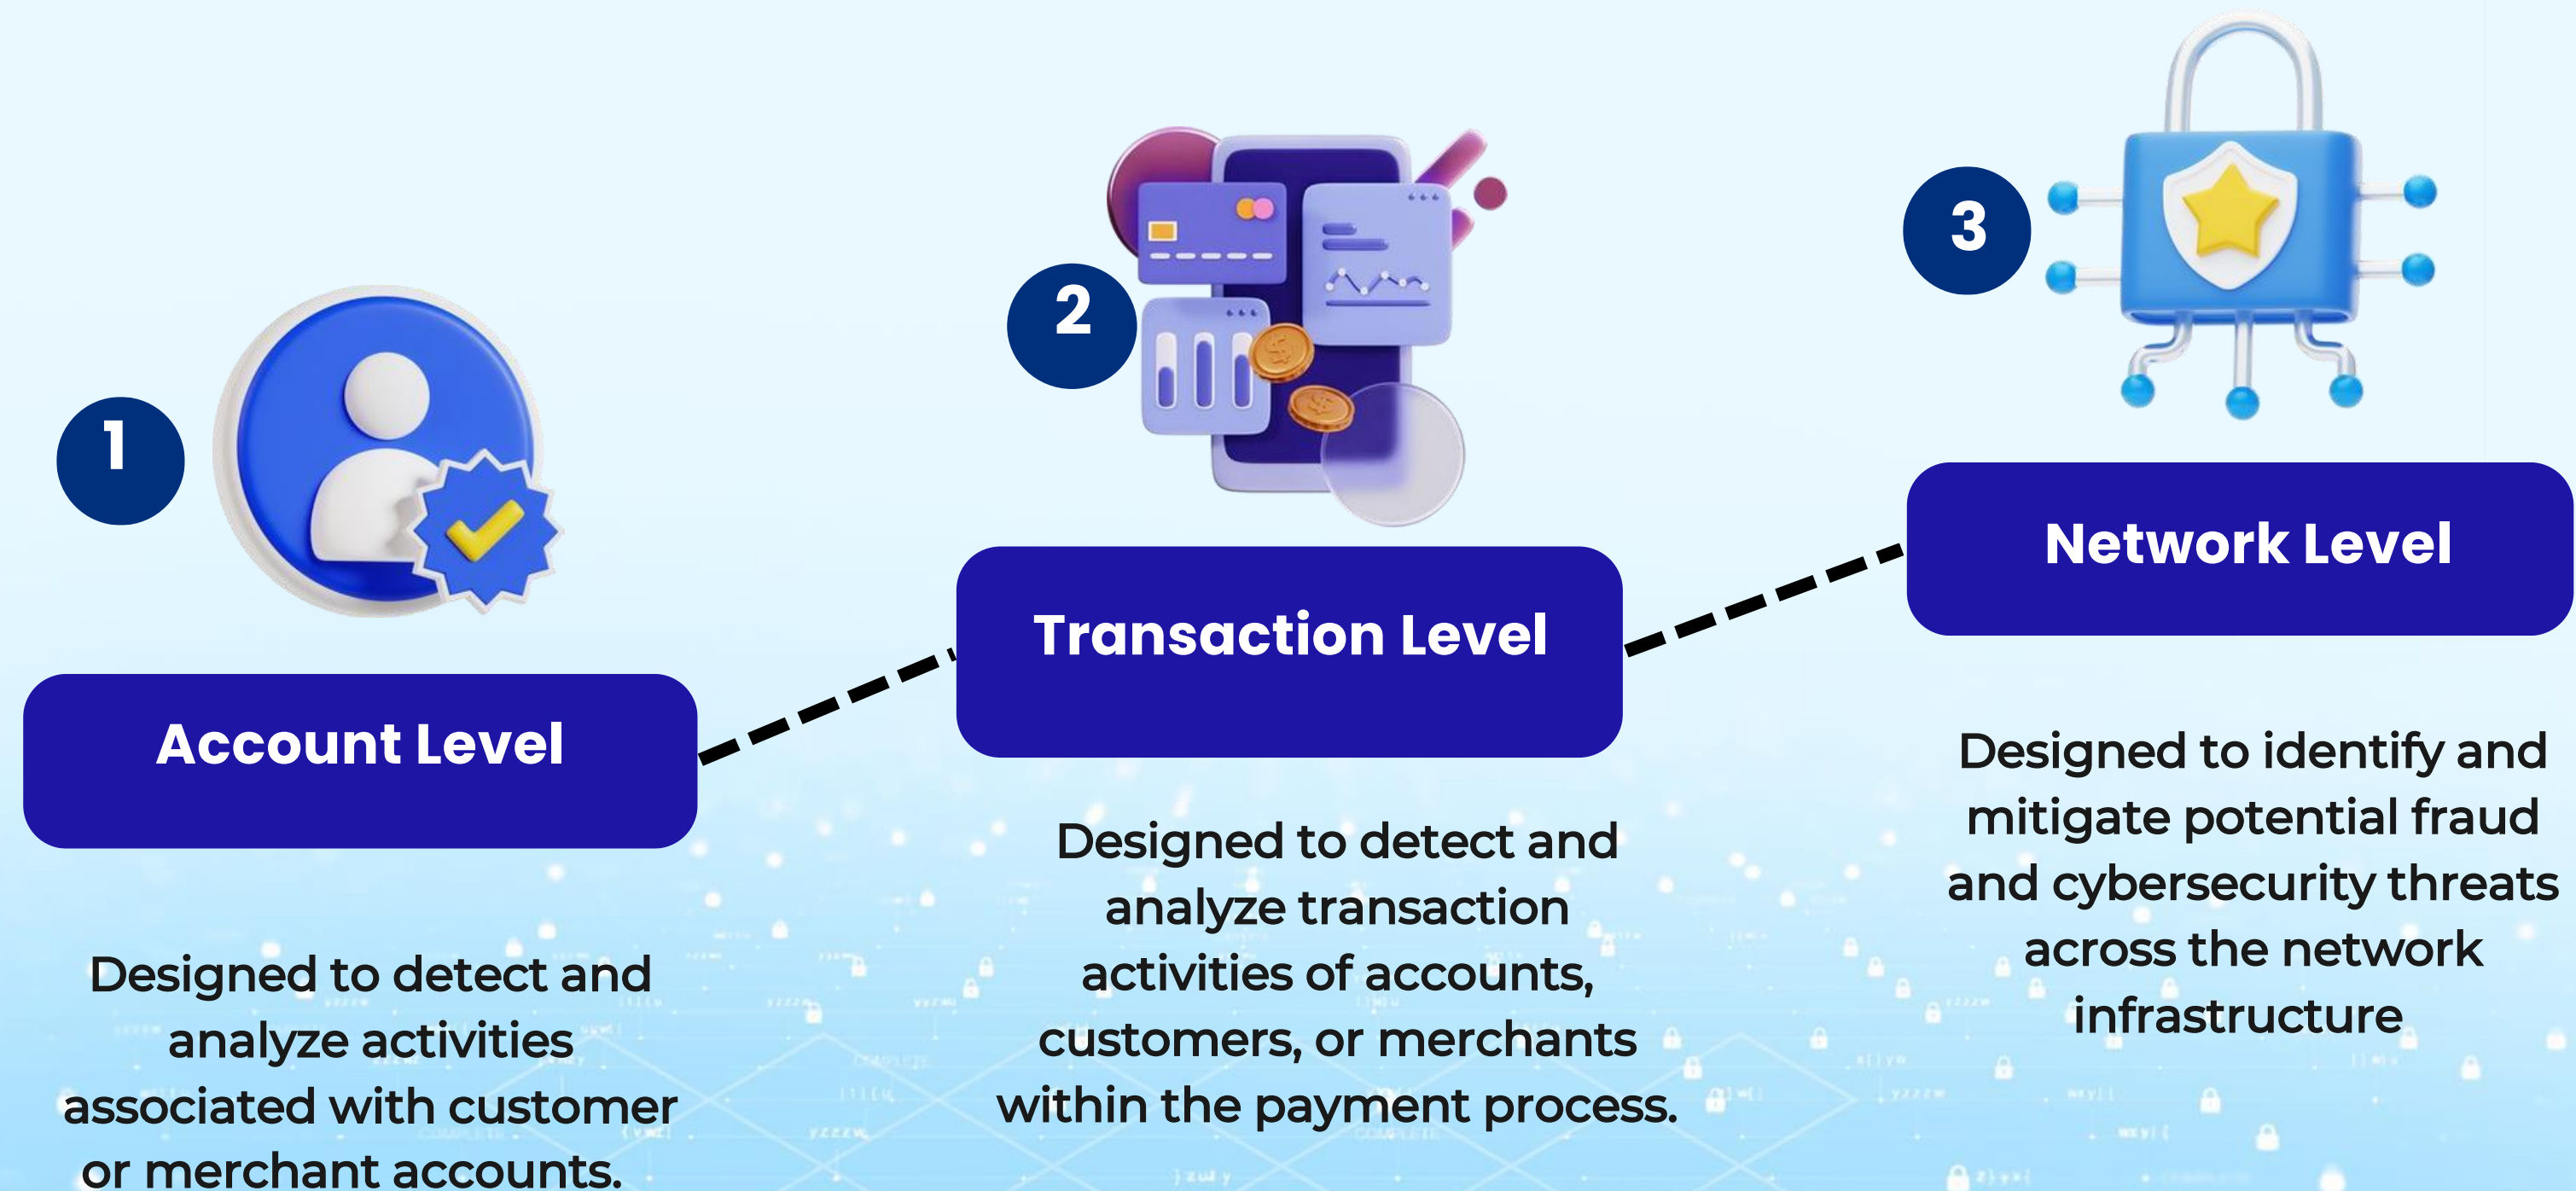 1
Account Level
Designed to detect and
analyze activities
associated with customer
or merchant accounts.
2
Transaction Level
Designed to detect and
analyze transaction
activities of accounts,
customers, or merchants
within the payment process.
3
Network Level
Designed to identify and
mitigate potential fraud
and cybersecurity threats
across the network
infrastructure